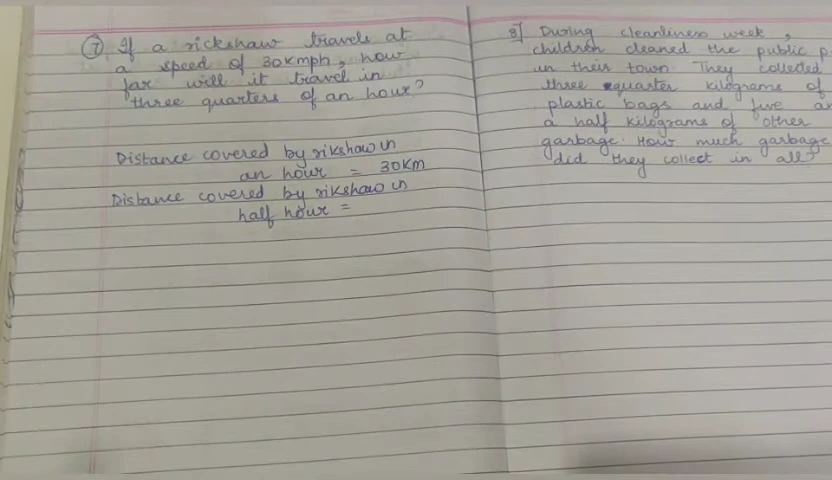 7 If a rickshaw travels at
a speed of 30kmph, how
far will it travel in
three quarters of an hour?
Distance covered by rikshaw in
an hour = 30km
Distance covered by rikshaw in
half hour =
8] During cleanliness week,
children cleaned the public
in their town They collected
three quarter kilograms of
plastic bags and five
a half kilograms of other
garbage. How much garbage
did they collect in all?